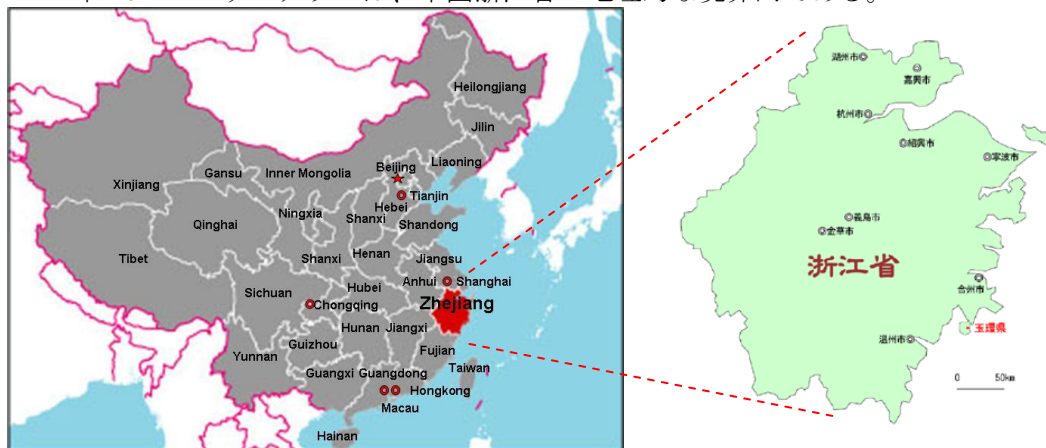 Heilongjiang
Jilin
Liaoning
Inner Mongolia
Beijing
Gansu
Xinjiang
Tianjin
Hebei
Ningxia
Shanxi
Shandong
Qinghai
Henan
Jiangsu
Tibet
Shanxi
Anhui
Shanghai
Sichuan
Hubei
Chongqing
Zhejiang
Hunan
Jiangxi
Guizhou
Fujian
Yunnan
Taiwan
Guangxi
Guangdong
Hongkong
Macau
Hainan
湖州市
嘉興市
杭州市
紹興市
寧波市
義烏市
金華市
浙江省
台州市
玉環県
温州市
0 50km